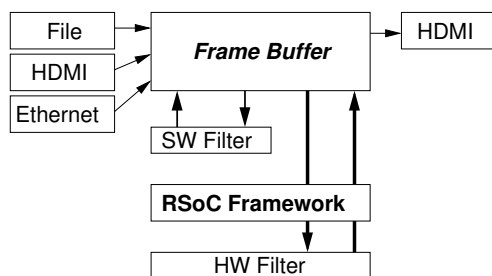 File
Frame Buffer
HDMI
HDMI
Ethernet
SW Filter
RSoC Framework
HW Filter